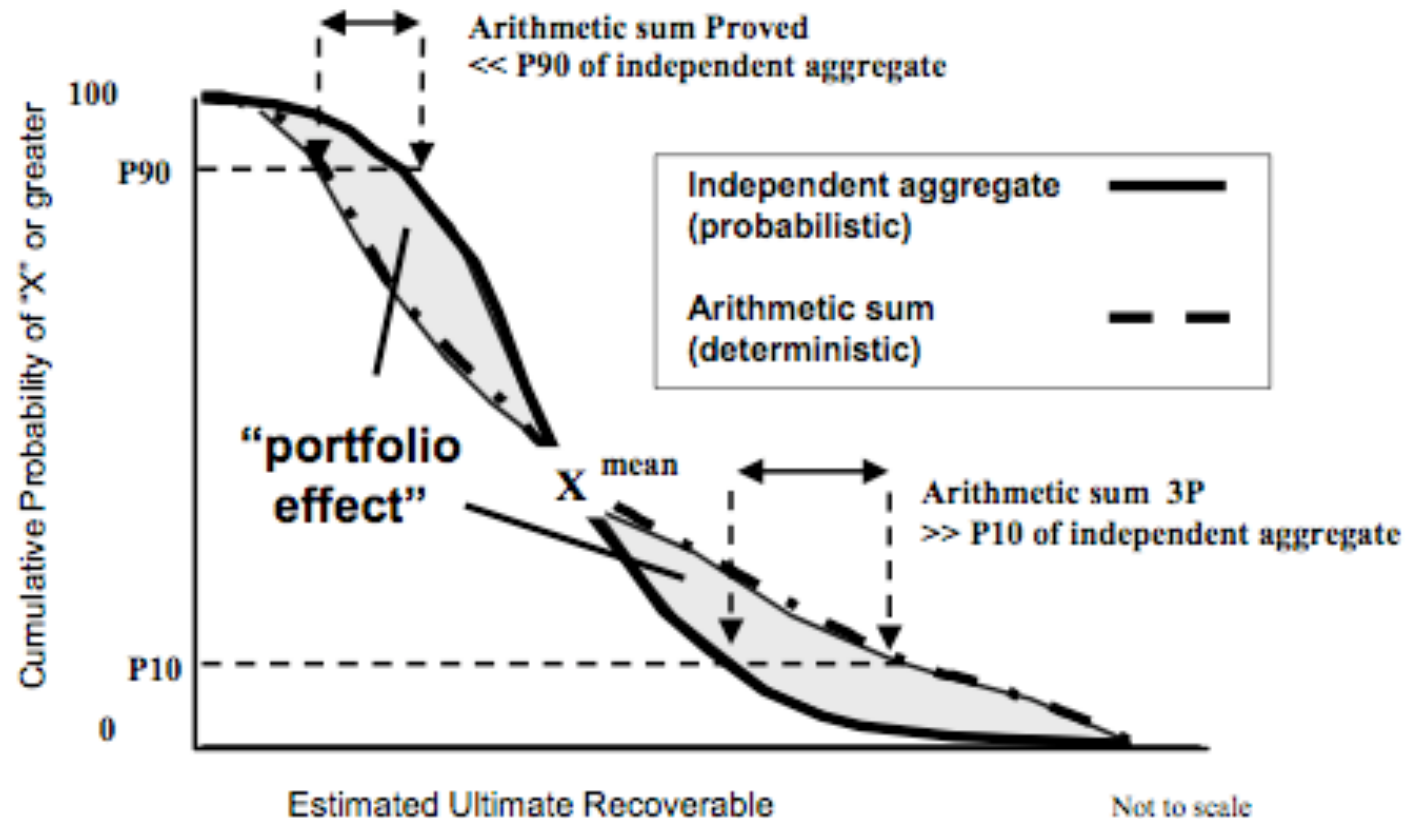 Arithmetic sum Proved
<< P90 of independent aggregate
100
Cumulative Probability of "X" or greater
P90
Independent aggregate
(probabilistic)
Arithmetic sum
(deterministic)
“portfolio
effect”
X
mean
Arithmetic sum 3P
>> P10 of independent aggregate
P10
0
Estimated Ultimate Recoverable
Not to scale